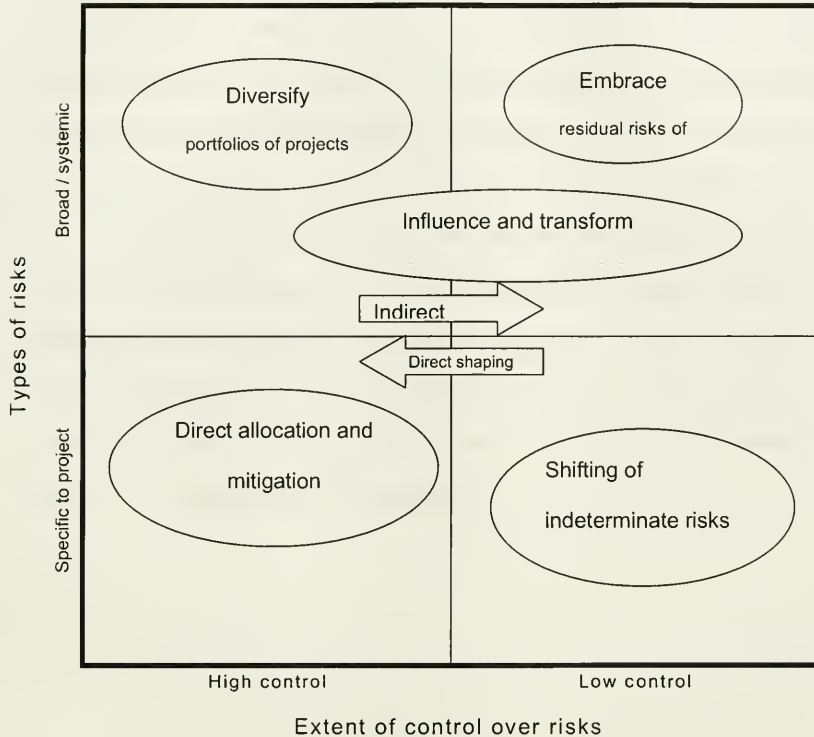 Diversify
portfolios of projects
Embrace
residual risks of
Influence and transform
Indirect
Direct shaping
Direct allocation and
mitigation
Shifting of
indeterminate risks
Types of risks
Broad / systemic
Specific to project
High control
Low control
Extent of control over risks